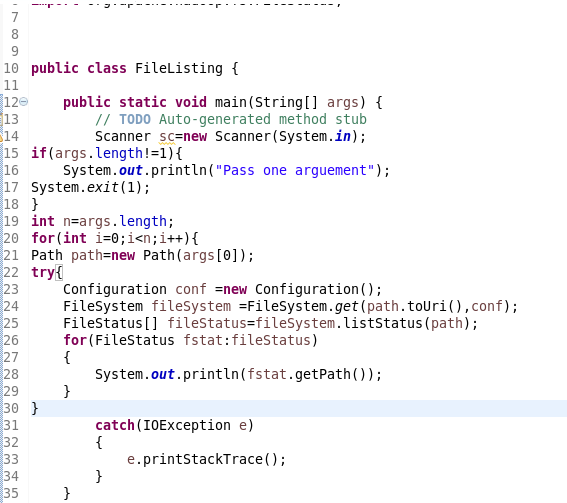 7
8
9
10 public class FileListing {
11
12 public static void main(String[] args) {
13 // TODO Auto-generated method stub
14 Scanner sc=new Scanner(System.in);
15 if(args.length!=1){
16 System.out.println("Pass one arguement");
17 System.exit(1);
18 }
19 int n=args.length;
20 for(int i=0;i<n;i++){
21 Path path=new Path(args[0]);
22 try{
23 Configuration conf =new Configuration();
24 FileSystem fileSystem =FileSystem.get(path.toUri(),conf);
25 FileStatus[] fileStatus=fileSystem.listStatus(path);
26 for(FileStatus fstat:fileStatus)
27 {
28 System.out.println(fstat.getPath());
29 }
30 }
31 catch(IOException e)
32 {
33 e.printStackTrace();
34 }
35 }